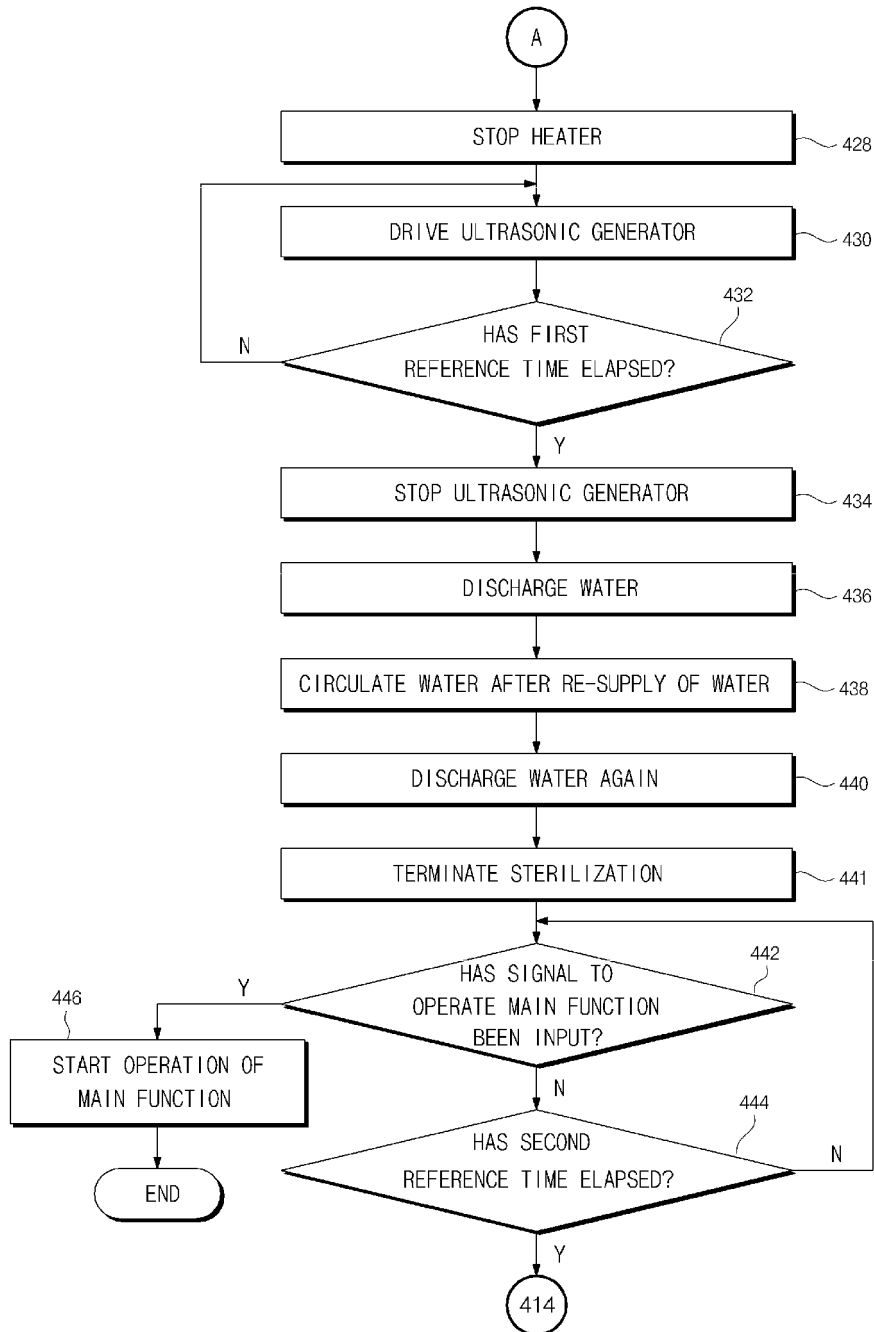 A
STOP HEATER
428
DRIVE ULTRASONIC GENERATOR
430
432
HAS FIRST
REFERENCE TIME ELAPSED?
N
Y
STOP ULTRASONIC GENERATOR
434
DISCHARGE WATER
436
CIRCULATE WATER AFTER RE-SUPPLY OF WATER
438
DISCHARGE WATER AGAIN
440
TERMINATE STERILIZATION
441
442
HAS SIGNAL TO
OPERATE MAIN FUNCTION
BEEN INPUT?
Y
446
START OPERATION OF
MAIN FUNCTION
END
N
444
HAS SECOND
REFERENCE TIME ELAPSED?
N
Y
414